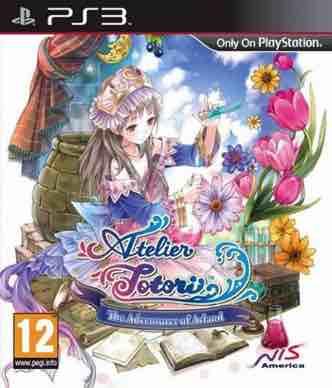 PS3
Only On PlayStation®
Atelier
Totori
The Adventurer of Arland
12
www.pegi.info
NIS
America